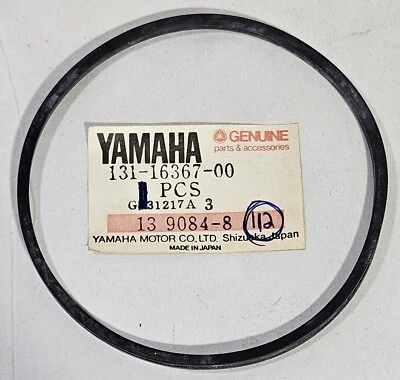 YAMAHA
GENUINE
parts & accessories
131-16367-00
1 PCS
31217A 3
13 9084-8 112
YAMAHA MOTOR CO., LTD. Shizuoka Japan
MADE IN JAPAN